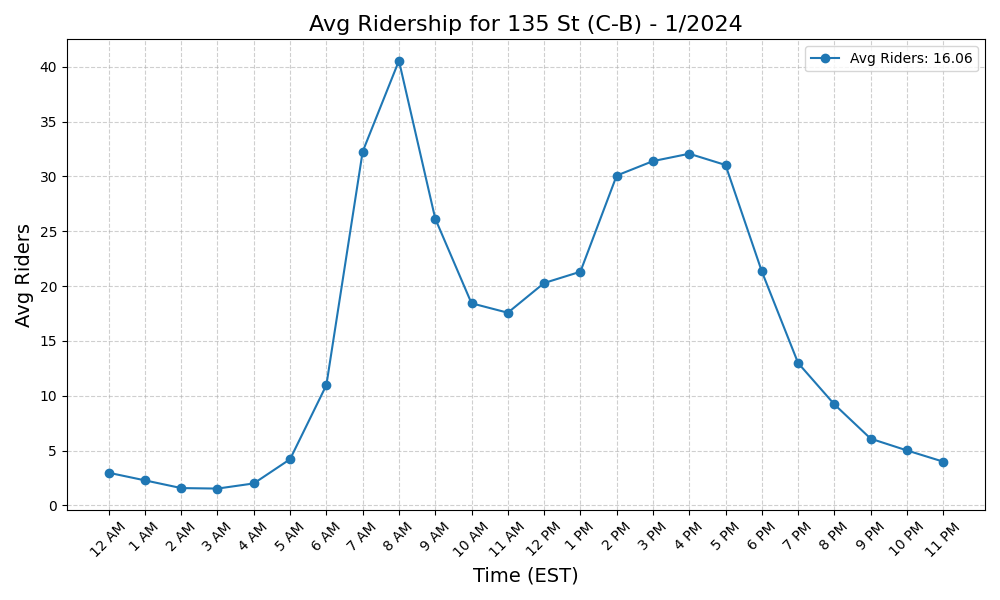 Avg Ridership for 135 St (C-B) - 1/2024
Avg Riders: 16.06
Avg Riders
40
35
30
25
20
15
10
5
0
12 AM
1 AM
2 AM
3 AM
4 AM
5 AM
6 AM
7 AM
8 AM
9 AM
10 AM
11 AM
12 PM
1 PM
2 PM
3 PM
4 PM
5 PM
6 PM
7 PM
8 PM
9 PM
10 PM
11 PM
Time (EST)